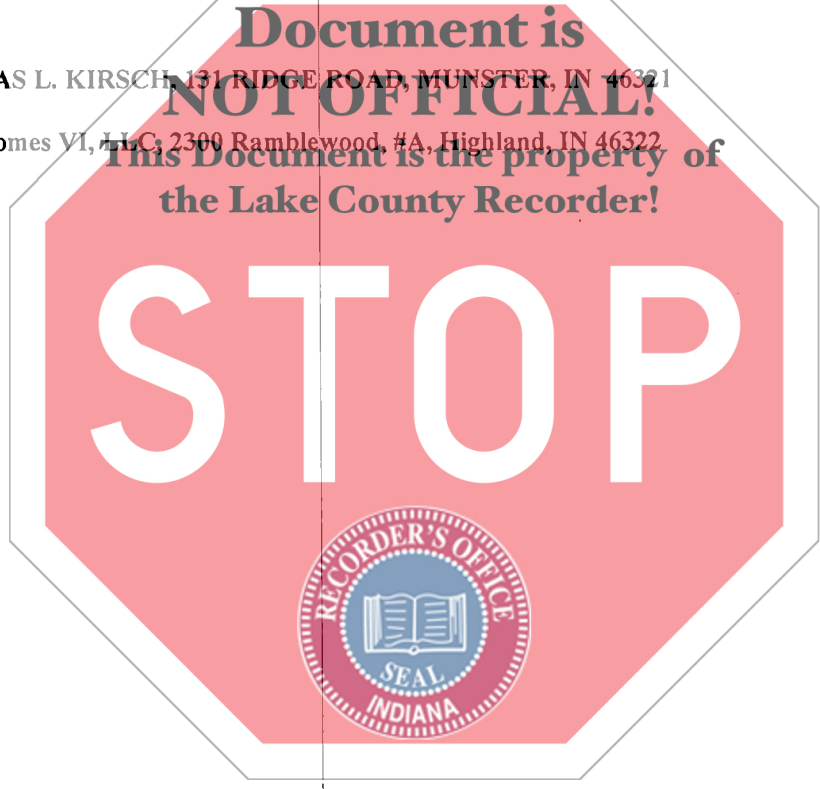 Document is
AS L. KIRSCH, 131 RIDGE ROAD, MUNSTER, IN 46321
NOT OFFICIAL!
omes VI, LLC; 2300 Ramblewood, #A, Highland, IN 46322
This Document is the property of
the Lake County Recorder!
STOP
RECORDER'S OFFICE
SEAL
INDIANA